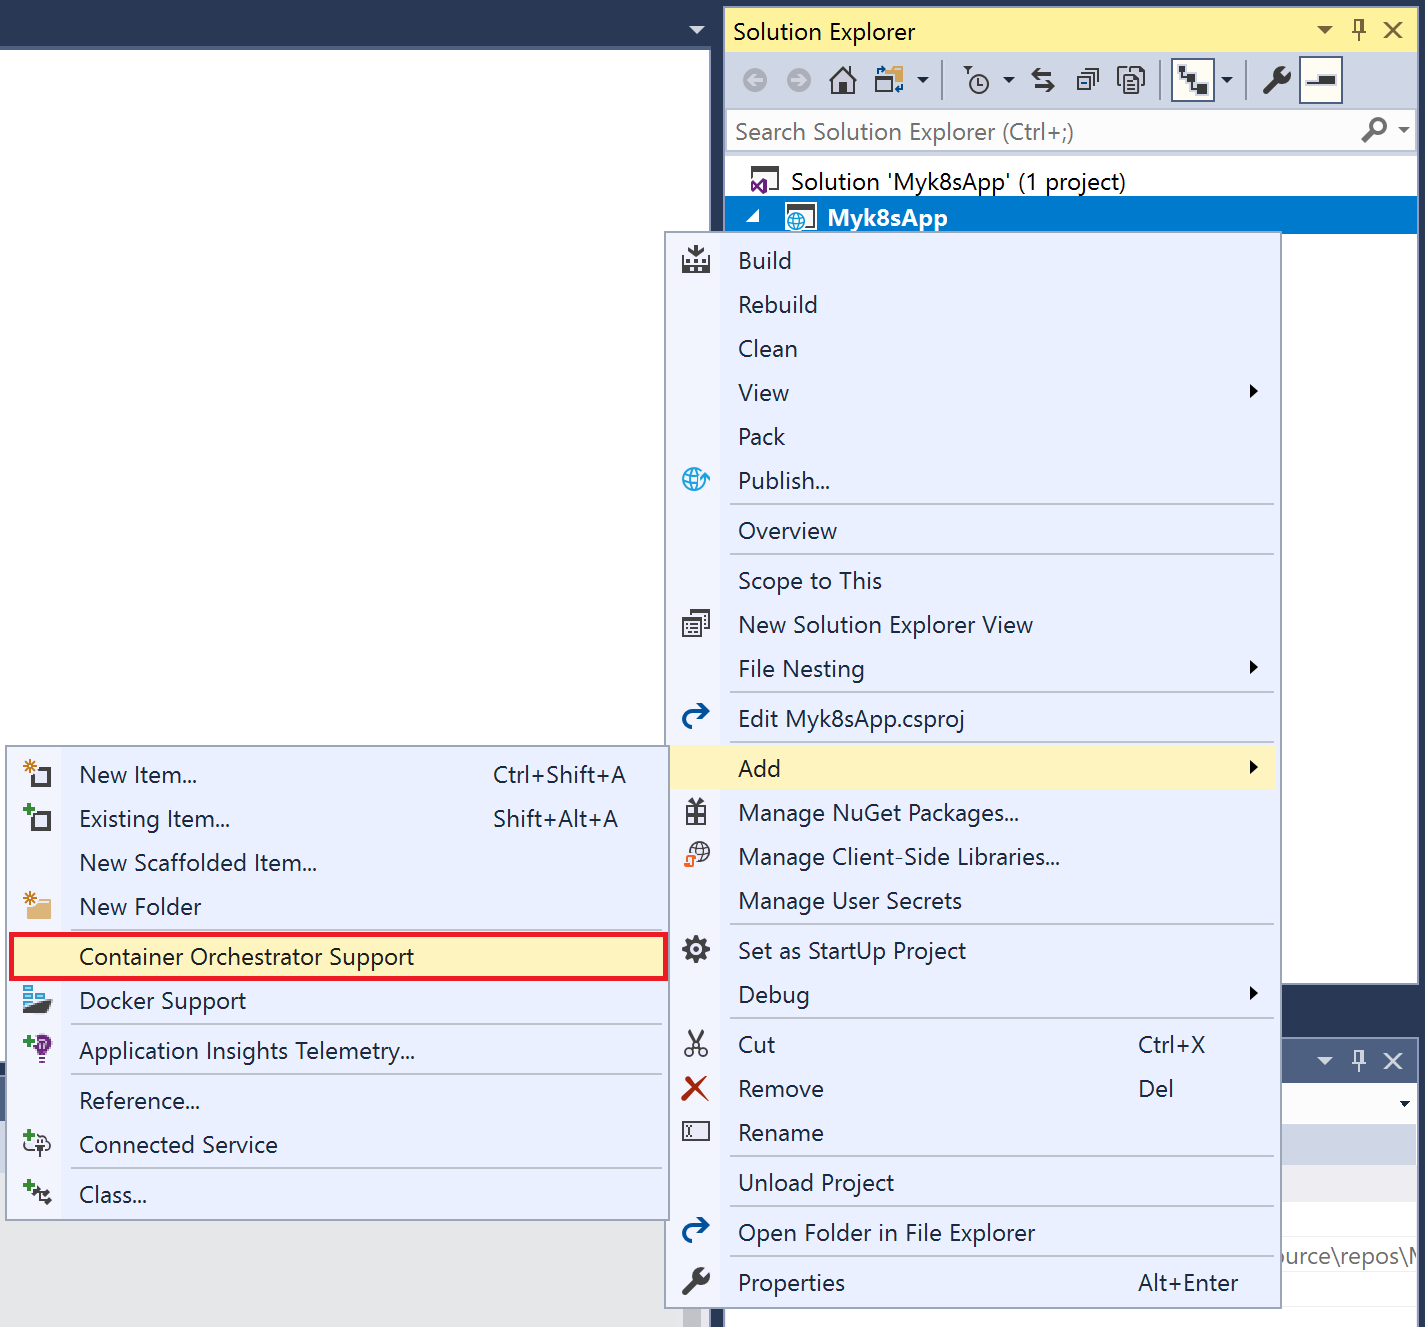 Solution Explorer
Search Solution Explorer (Ctrl+;)
Solution 'Myk8sApp' (1 project)
Myk8sApp
Build
Rebuild
Clean
View
Pack
Publish...
Overview
Scope to This
New Solution Explorer View
File Nesting
Edit Myk8sApp.csproj
Add
Manage NuGet Packages...
Manage Client-Side Libraries...
Manage User Secrets
Set as StartUp Project
Debug
Cut Ctrl+X
Remove Del
Rename
Unload Project
Open Folder in File Explorer
Properties Alt+Enter
New Item... Ctrl+Shift+A
Existing Item... Shift+Alt+A
New Scaffolded Item...
New Folder
Container Orchestrator Support
Docker Support
Application Insights Telemetry...
Reference...
Connected Service
Class...
ource\repos\M